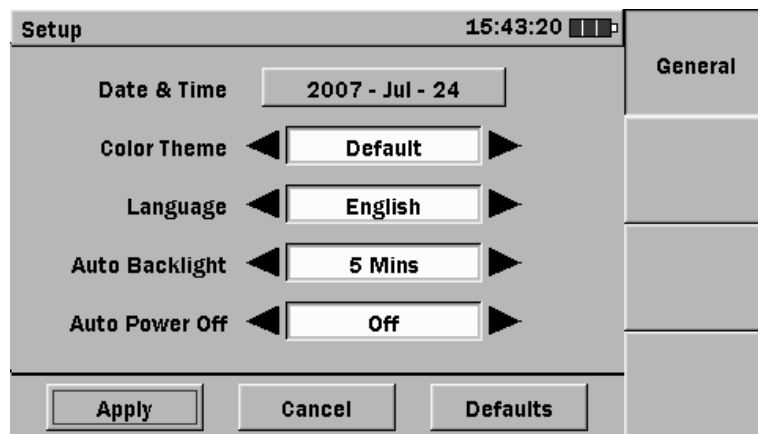 Setup 15:43:20
General
Date & Time 2007 - Jul - 24
Color Theme Default
Language English
Auto Backlight 5 Mins
Auto Power Off Off
Apply Cancel Defaults